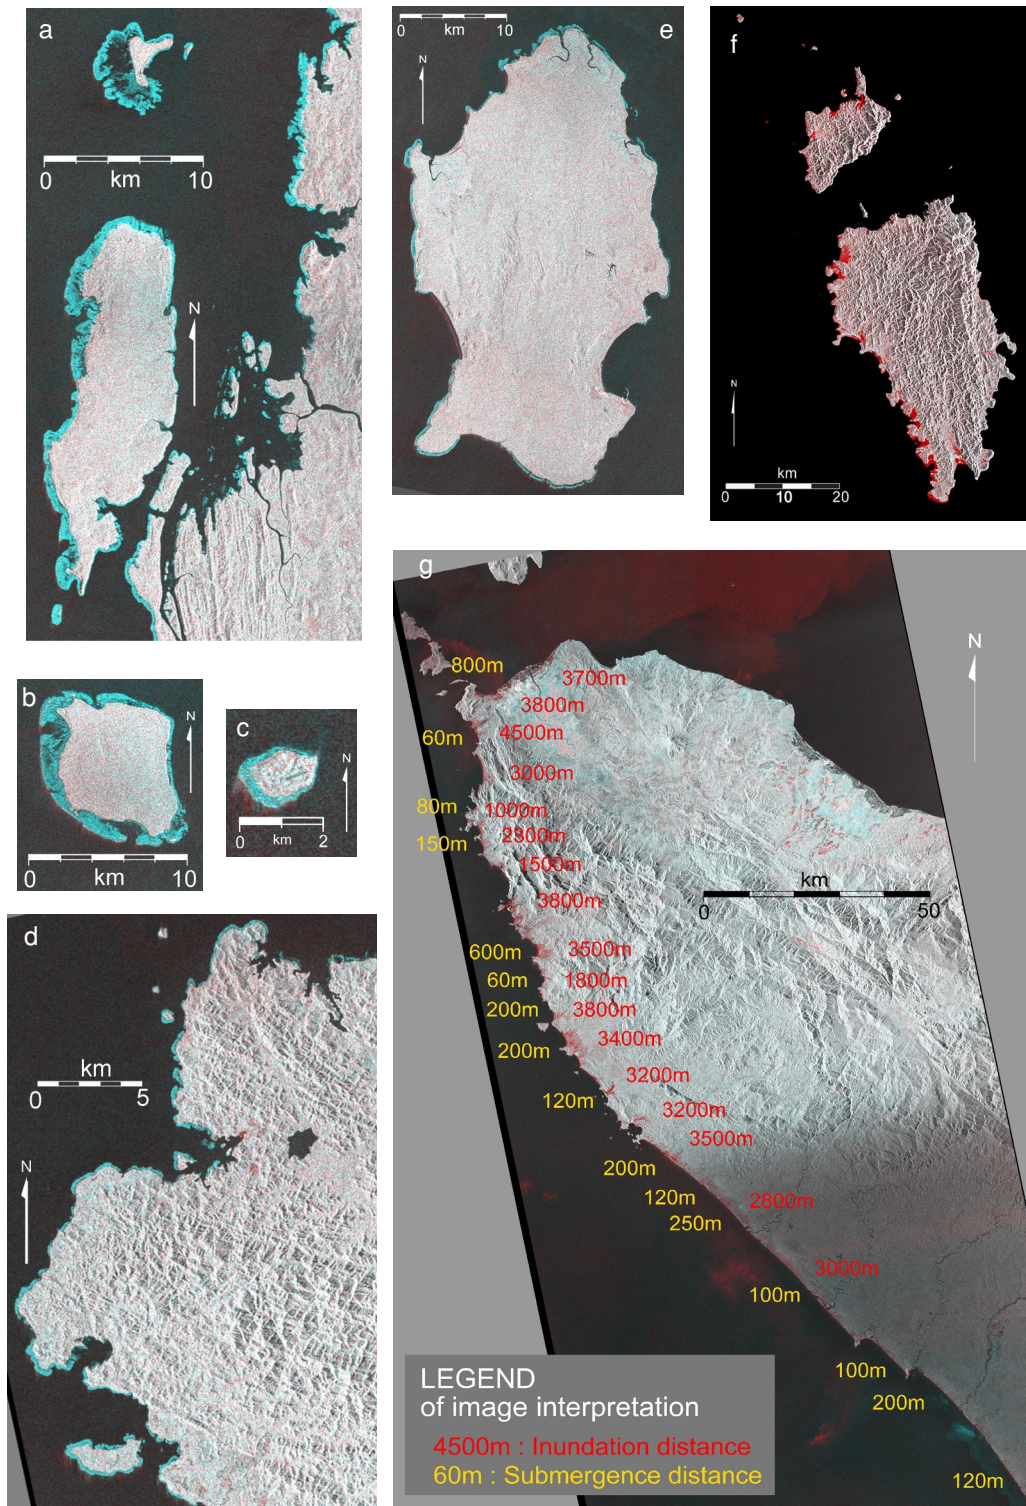 a
0
km
10
N
e
0
km
10
f
N
km
0
10
20
b
N
0
km
10
c
0
km
2
d
km
0
5
N
g
N
800m
3700m
3800m
4500m
60m
3000m
80m
1000m
150m
2300m
1500m
km
0
50
3800m
600m
3500m
60m
1800m
200m
3800m
200m
3400m
3200m
120m
3200m
3500m
200m
120m
2800m
250m
3000m
100m
100m
200m
120m
LEGEND
of image interpretation
4500m : Inundation distance
60m : Submergence distance